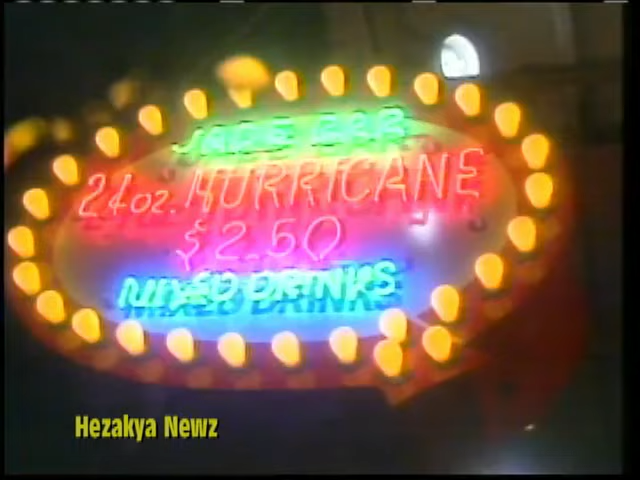 JADE BAR
24oz. HURRICANE
$2.50
MIXED DRINKS
Hezakya Newz